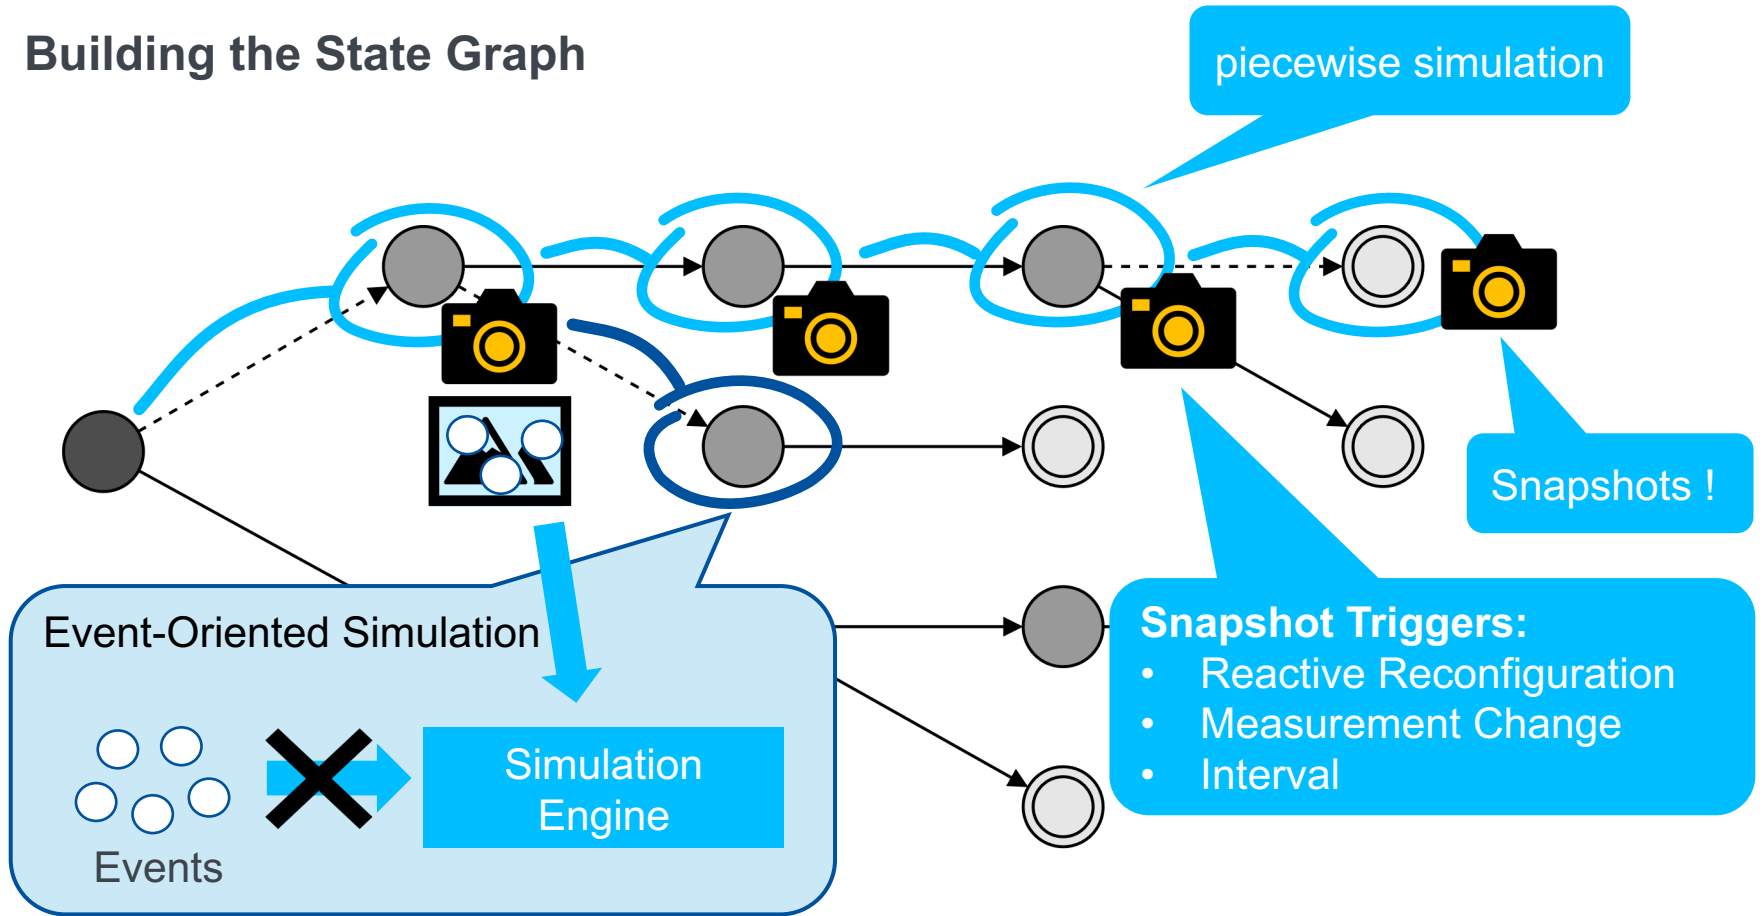 Building the State Graph
piecewise simulation
Snapshots !
Event-Oriented Simulation
Simulation
Engine
Events
Snapshot Triggers:
• Reactive Reconfiguration
• Measurement Change
• Interval